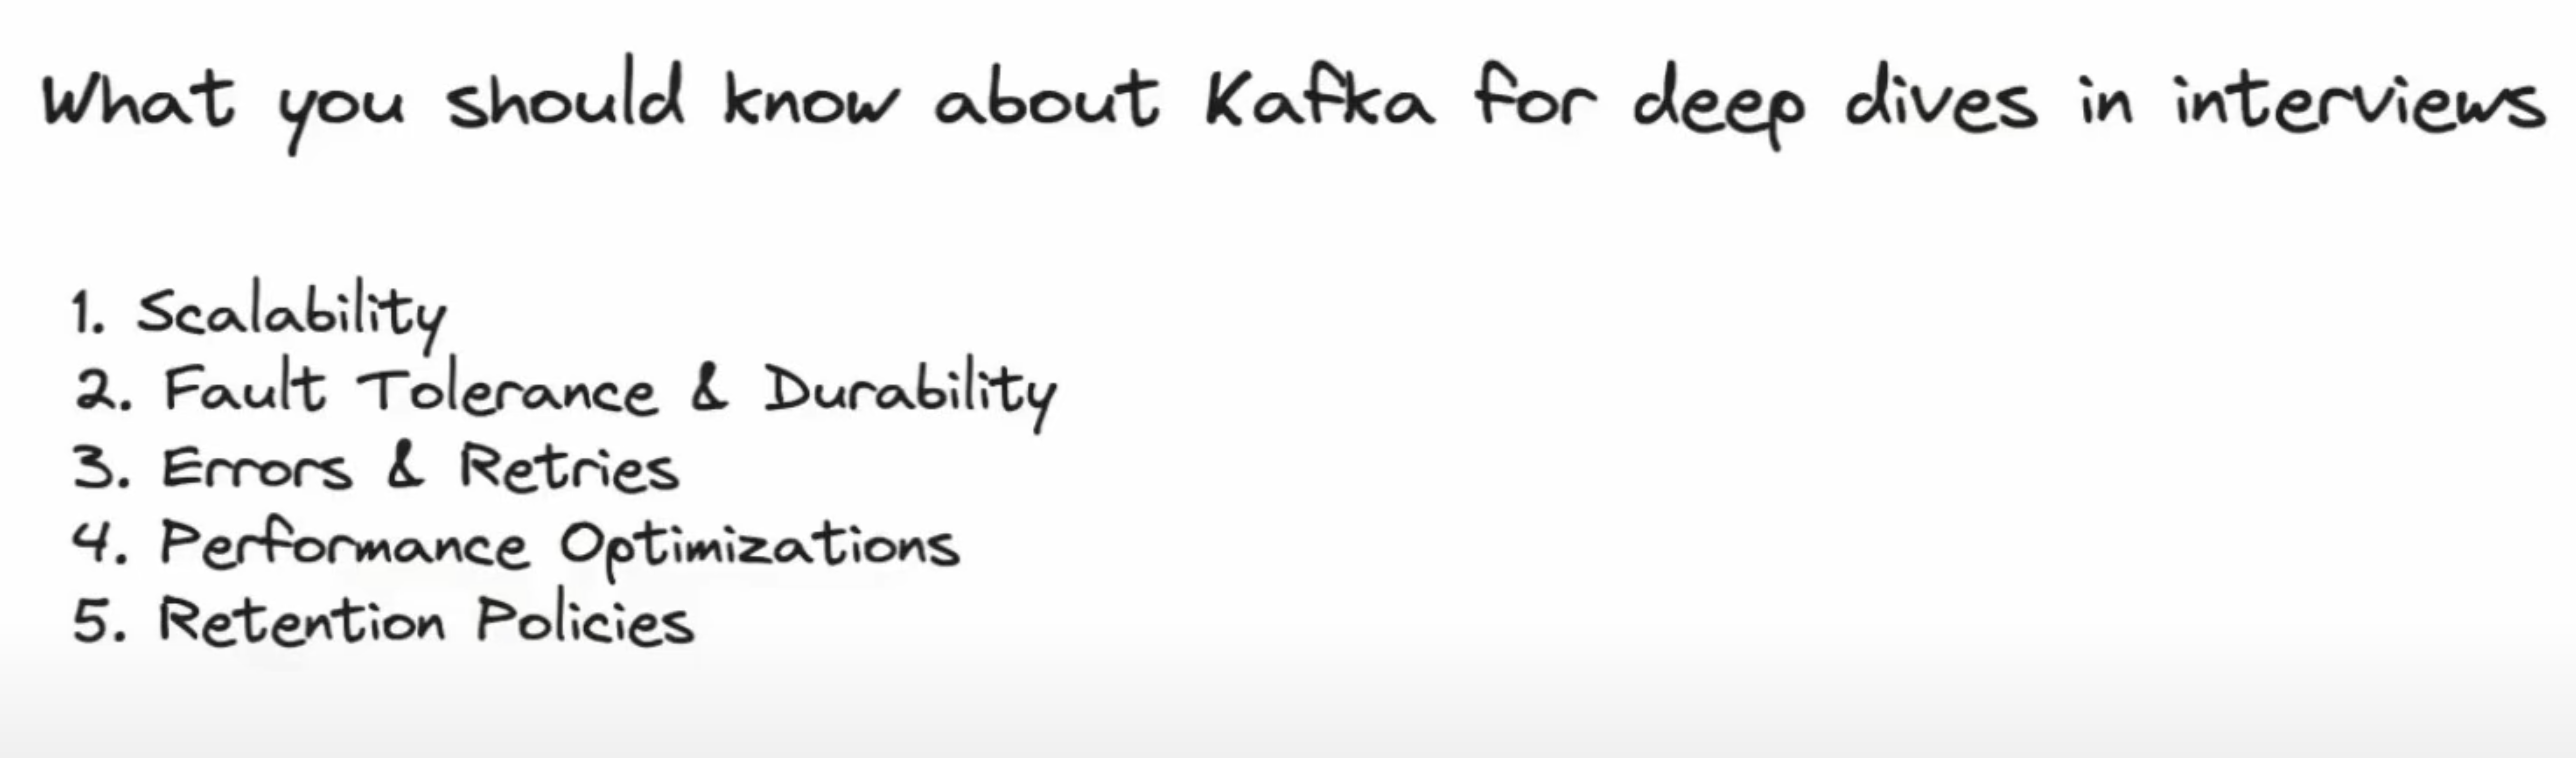 What you should know about Kafka for deep dives in interviews
1. Scalability
2. Fault Tolerance & Durability
3. Errors & Retries
4. Performance Optimizations
5. Retention Policies